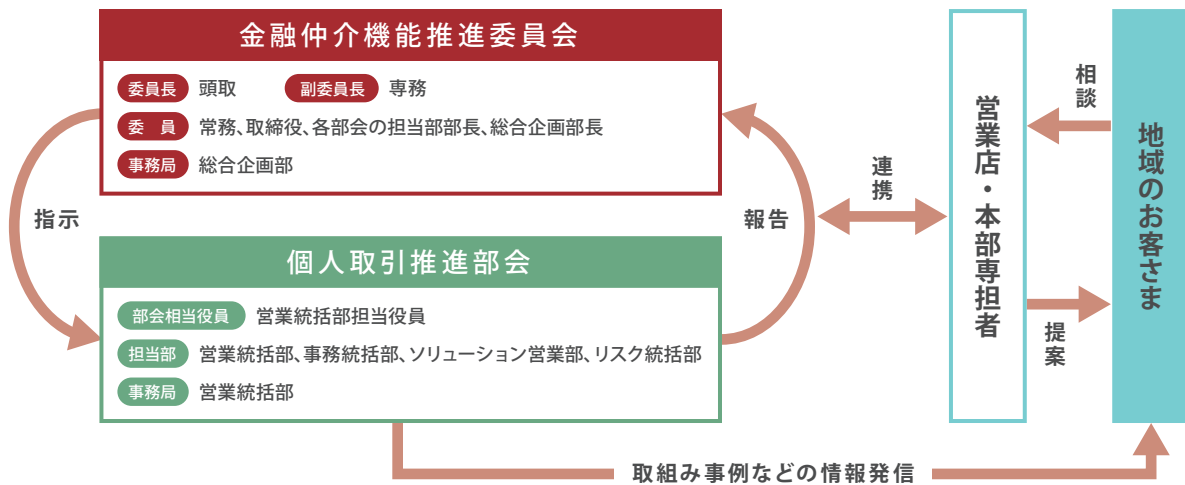 金融仲介機能推進委員会
委員長 頭取 副委員長 専務
委 員 常務、取締役、各部会の担当部部長、総合企画部長
事務局 総合企画部
指示
報告
個人取引推進部会
部会相当役員 営業統括部担当役員
担当部 営業統括部、事務統括部、ソリューション営業部、リスク統括部
事務局 営業統括部
連携
営業店・本部専担者
相談
提案
地域のお客さま
取組み事例などの情報発信